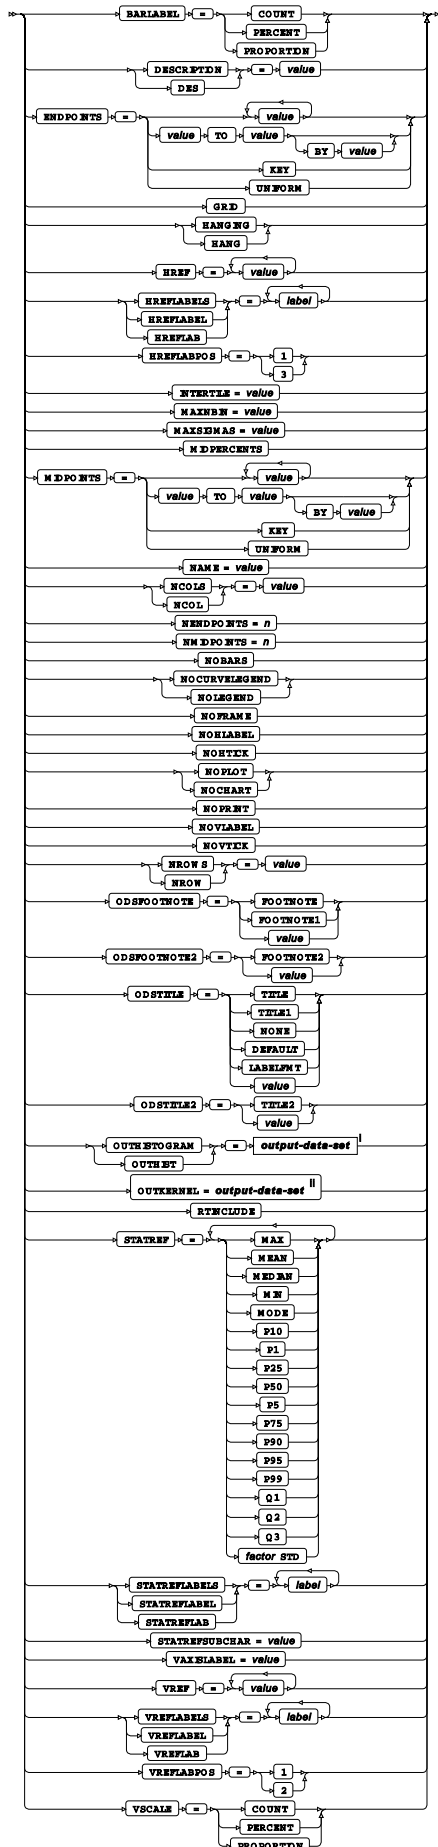 BARLABEL = COUNT
PERCENT
PROPORTION
DESCRIPTION = value
DES
ENDPOINTS = value
value TO value
BY value
KEY
UNIFORM
GRID
HANGING
HANG
HREF = value
HREFLABELS = label
HREFLABEL
HREFLAB
HREFLABPOS = 1
3
INTERTILE = value
MAXNBIN = value
MAXSIGMAS = value
MIDPERCENTS
MIDPOINTS = value
value TO value
BY value
KEY
UNIFORM
NAME = value
NCOLS = value
NCOL
NENDPOINTS = n
NMIDPOINTS = n
NOBARS
NOCURVELEGEND
NOLEGEND
NOFRAME
NOHLABEL
NOHTICK
NOPLOT
NOCHART
NOPRINT
NOVLABEL
NOVTICK
NROWS = value
NROW
ODSFOOTNOTE = FOOTNOTE
FOOTNOTE1
value
ODSFOOTNOTE2 = FOOTNOTE2
value
ODSTITLE = TITLE
TITLE1
NONE
DEFAULT
LABELFMT
value
ODSTITLE2 = TITLE2
value
OUTHISTOGRAM = output-data-set I
OUTHIST
OUTKERNEL = output-data-set II
RTINCLUDE
STATREF = MAX
MEAN
MEDIAN
MIN
MODE
P10
P1
P25
P50
P5
P75
P90
P95
P99
Q1
Q2
Q3
factor STD
STATREFLABELS = label
STATREFLABEL
STATREFLAB
STATREFSUBCHAR = value
VAXISLABEL = value
VREF = value
VREFLABELS = label
VREFLABEL
VREFLAB
VREFLABPOS = 1
2
VSCALE = COUNT
PERCENT
PROPORTION